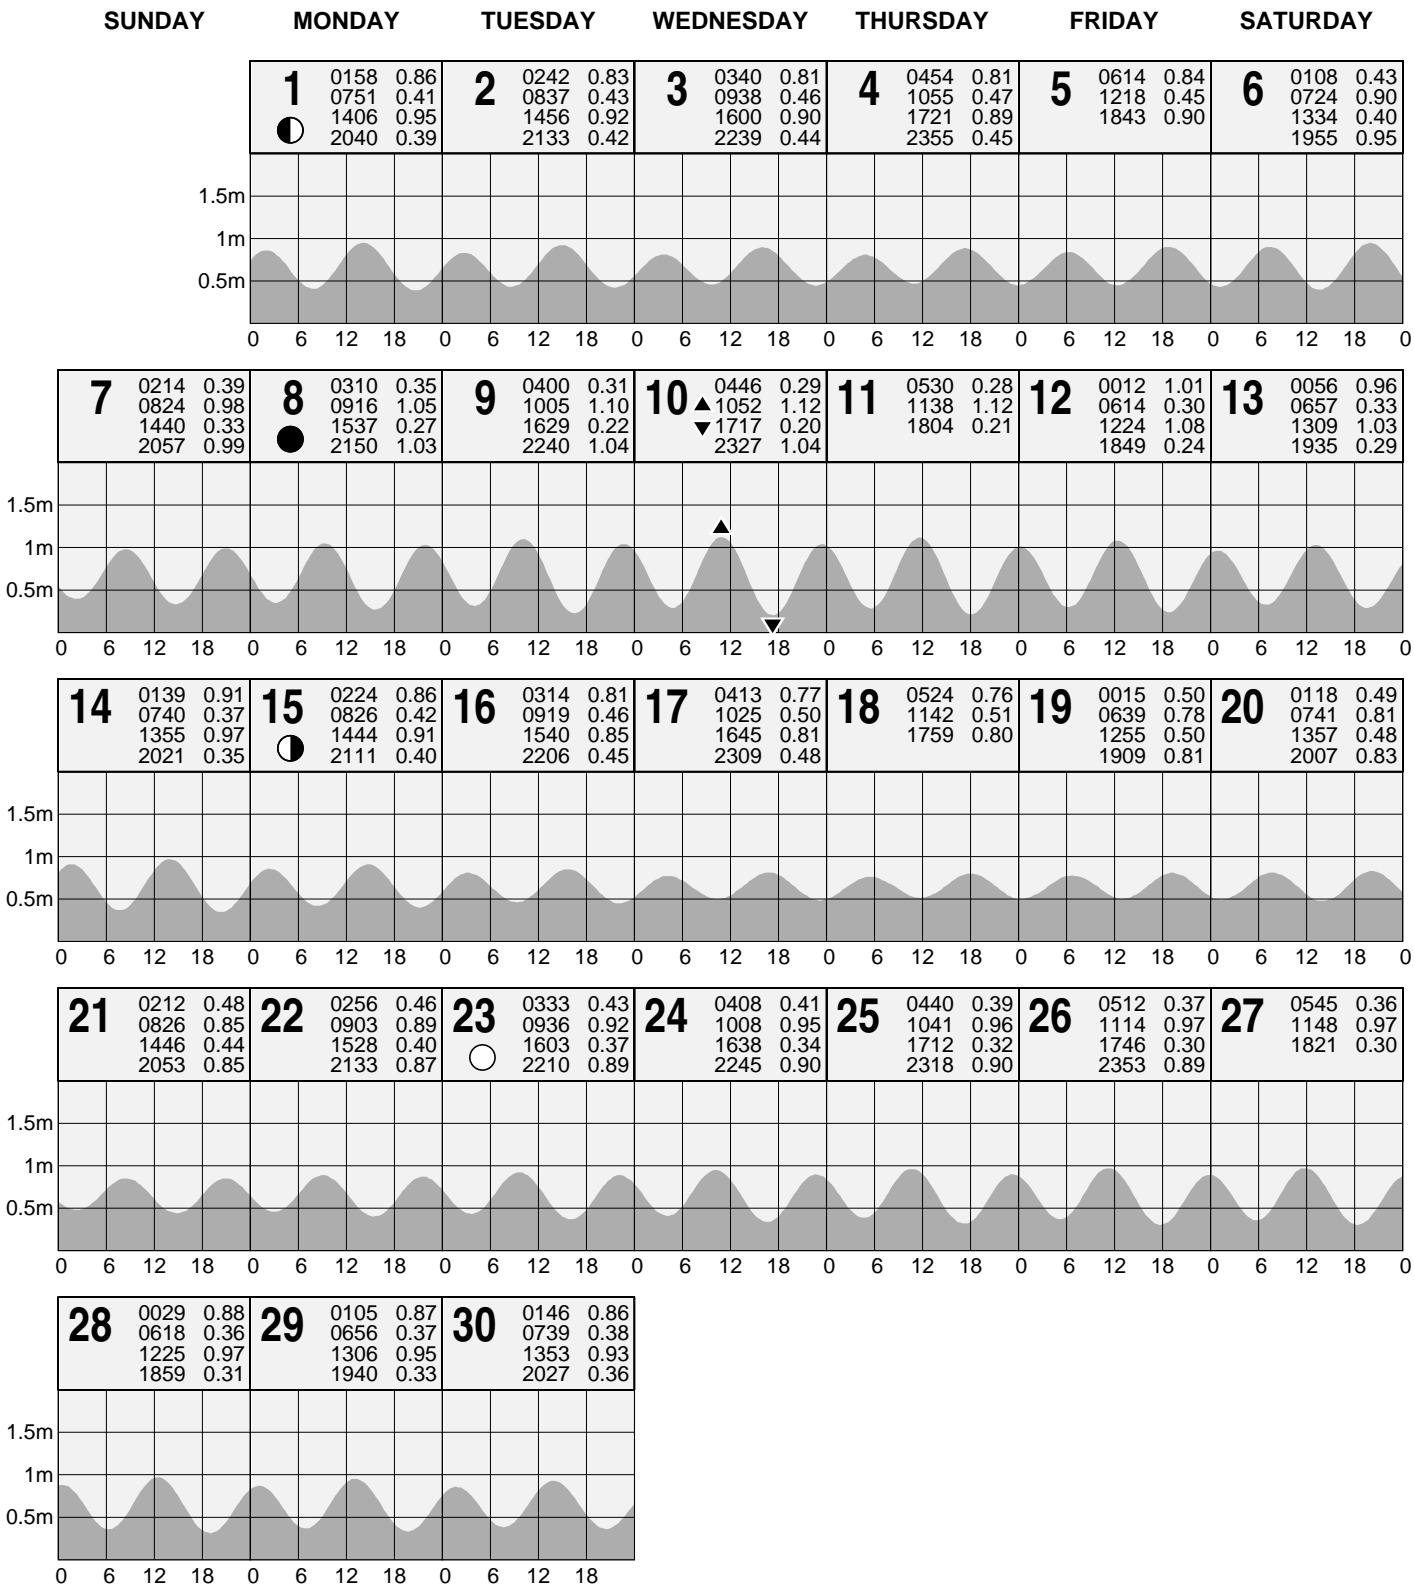 SUNDAY MONDAY TUESDAY WEDNESDAY THURSDAY FRIDAY SATURDAY
1 0158 0.86
0751 0.41
1406 0.95
2040 0.39
2 0242 0.83
0837 0.43
1456 0.92
2133 0.42
3 0340 0.81
0938 0.46
1600 0.90
2239 0.44
4 0454 0.81
1055 0.47
1721 0.89
2355 0.45
5 0614 0.84
1218 0.45
1843 0.90
6 0108 0.43
0724 0.90
1334 0.40
1955 0.95
1.5m
1m
0.5m
0 6 12 18 0 6 12 18 0 6 12 18 0 6 12 18 0 6 12 18 0 6 12 18 0
7 0214 0.39
0824 0.98
1440 0.33
2057 0.99
8 0310 0.35
0916 1.05
1537 0.27
2150 1.03
9 0400 0.31
1005 1.10
1629 0.22
2240 1.04
10 0446 0.29
1052 1.12
1717 0.20
2327 1.04
11 0530 0.28
1138 1.12
1804 0.21
12 0012 1.01
0614 0.30
1224 1.08
1849 0.24
13 0056 0.96
0657 0.33
1309 1.03
1935 0.29
1.5m
1m
0.5m
0 6 12 18 0 6 12 18 0 6 12 18 0 6 12 18 0 6 12 18 0 6 12 18 0 6 12 18 0
14 0139 0.91
0740 0.37
1355 0.97
2021 0.35
15 0224 0.86
0826 0.42
1444 0.91
2111 0.40
16 0314 0.81
0919 0.46
1540 0.85
2206 0.45
17 0413 0.77
1025 0.50
1645 0.81
2309 0.48
18 0524 0.76
1142 0.51
1759 0.80
19 0015 0.50
0639 0.78
1255 0.50
1909 0.81
20 0118 0.49
0741 0.81
1357 0.48
2007 0.83
1.5m
1m
0.5m
0 6 12 18 0 6 12 18 0 6 12 18 0 6 12 18 0 6 12 18 0 6 12 18 0 6 12 18 0
21 0212 0.48
0826 0.85
1446 0.44
2053 0.85
22 0256 0.46
0903 0.89
1528 0.40
2133 0.87
23 0333 0.43
0936 0.92
1603 0.37
2210 0.89
24 0408 0.41
1008 0.95
1638 0.34
2245 0.90
25 0440 0.39
1041 0.96
1712 0.32
2318 0.90
26 0512 0.37
1114 0.97
1746 0.30
2353 0.89
27 0545 0.36
1148 0.97
1821 0.30
1.5m
1m
0.5m
0 6 12 18 0 6 12 18 0 6 12 18 0 6 12 18 0 6 12 18 0 6 12 18 0 6 12 18 0
28 0029 0.88
0618 0.36
1225 0.97
1859 0.31
29 0105 0.87
0656 0.37
1306 0.95
1940 0.33
30 0146 0.86
0739 0.38
1353 0.93
2027 0.36
1.5m
1m
0.5m
0 6 12 18 0 6 12 18 0 6 12 18